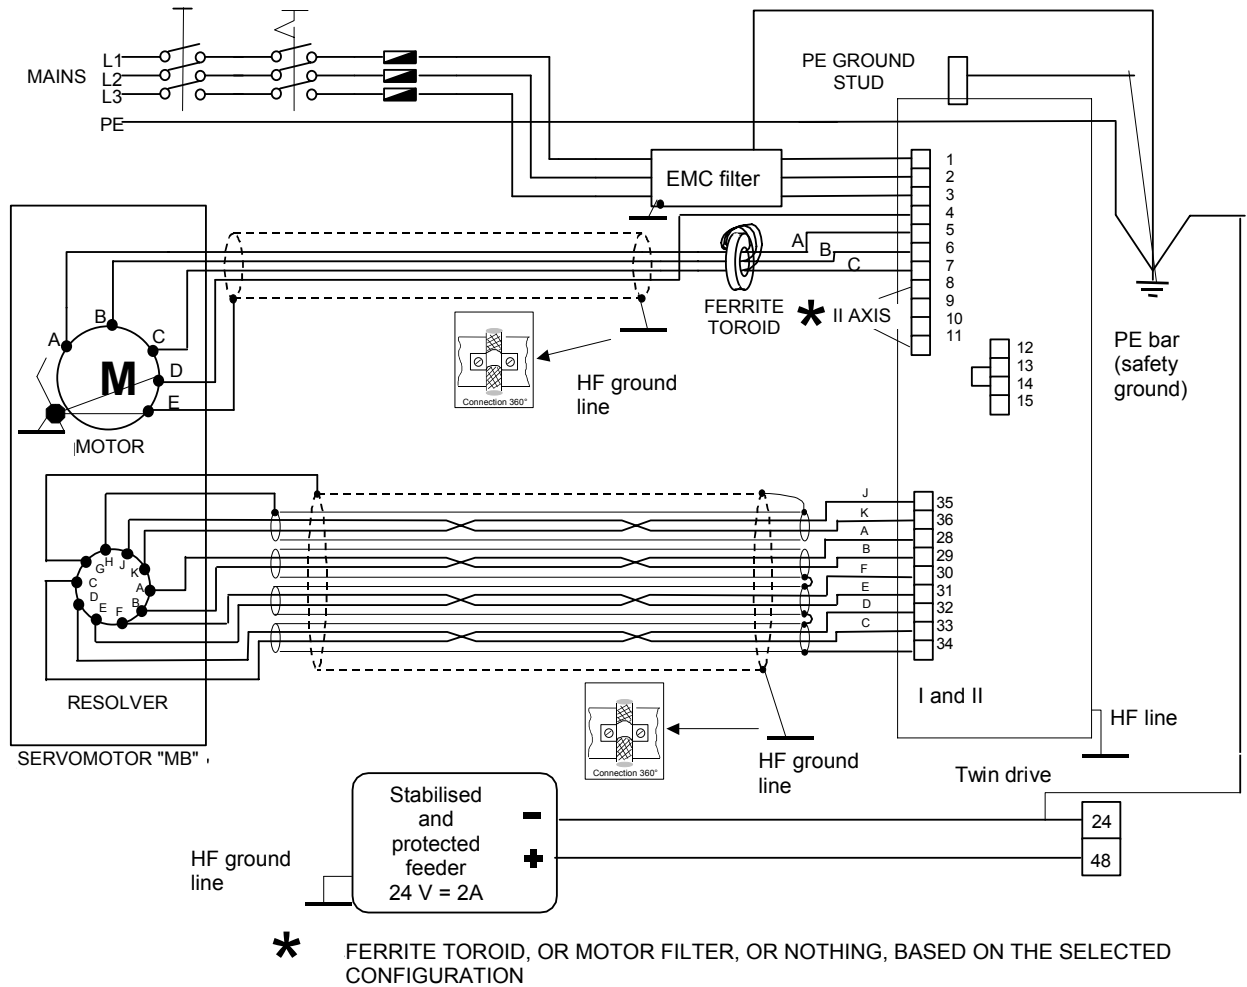 MAINS
L1
L2
L3
PE
PE GROUND
STUD
EMC filter
1
2
3
4
5
6
7
8
9
10
11
A
B
C
FERRITE
TOROID
* II AXIS
12
13
14
15
PE bar
(safety
ground)
Connection 360°
HF ground
line
A
B
C
D
E
M
MOTOR
G
H
J
K
A
B
F
E
D
C
RESOLVER
SERVOMOTOR "MB"
J
K
A
B
F
E
D
C
35
36
28
29
30
31
32
33
34
I and II
Connection 360°
HF ground
line
HF line
Twin drive
Stabilised
and
protected
feeder
24 V = 2A
-
+
24
48
HF ground
line
* FERRITE TOROID, OR MOTOR FILTER, OR NOTHING, BASED ON THE SELECTED
CONFIGURATION